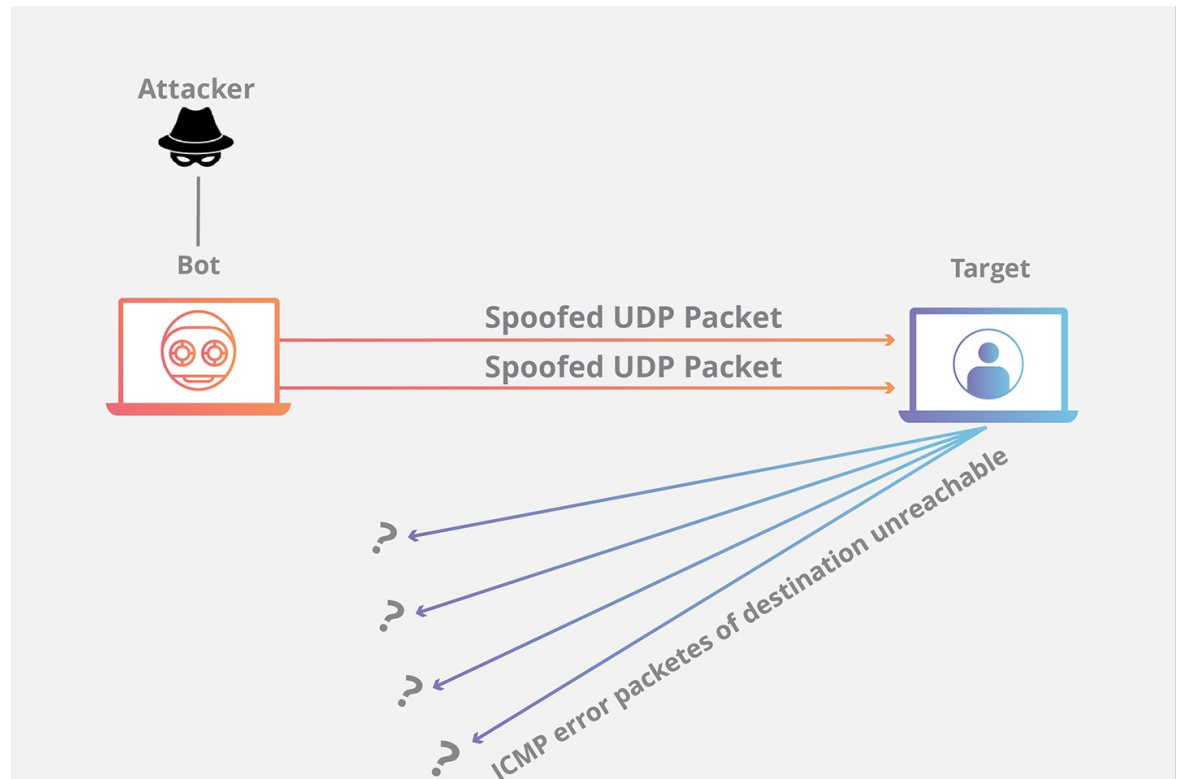 Attacker
Bot
Target
Spoofed UDP Packet
Spoofed UDP Packet
?
?
?
?
ICMP error packetes of destination unreachable